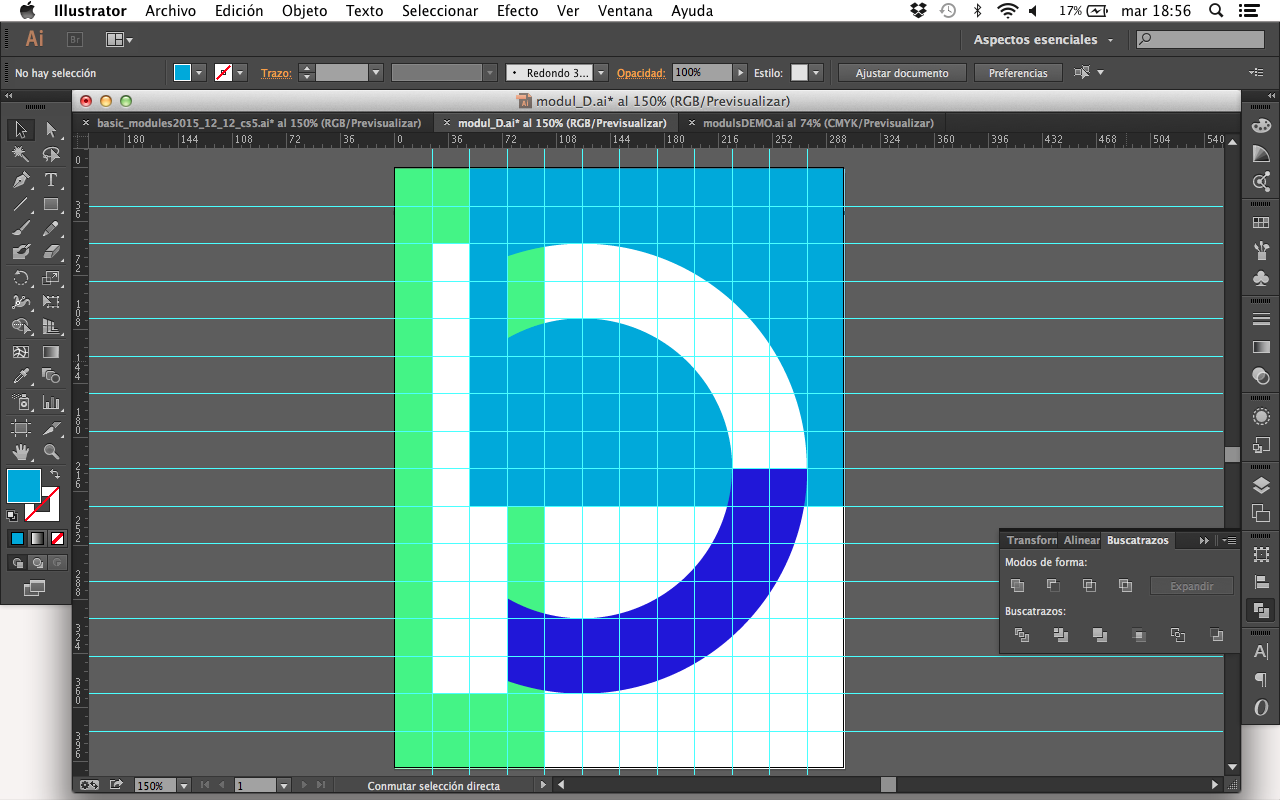 Illustrator Archivo Edición Objeto Texto Seleccionar Efecto Ver Ventana Ayuda 17% mar 18:56
Ai Br Aspectos esenciales
No hay selección Trazo: Redondo 3... Opacidad: 100% Estilo: Ajustar documento Preferencias
modul_D.ai* al 150% (RGB/Previsualizar)
basic_modules2015_12_12_cs5.ai* al 150% (RGB/Previsualizar) modul_D.ai* al 150% (RGB/Previsualizar) modulsDEMO.ai al 74% (CMYK/Previsualizar)
180 144 108 72 36 0 36 72 108 144 180 216 252 288 324 360 396 432 468 504 540
0
36
72
108
144
180
216
252
288
324
360
396
Transform Alinear Buscatrazos
Modos de forma:
Expandir
Buscatrazos:
150% 1 Conmutar selección directa